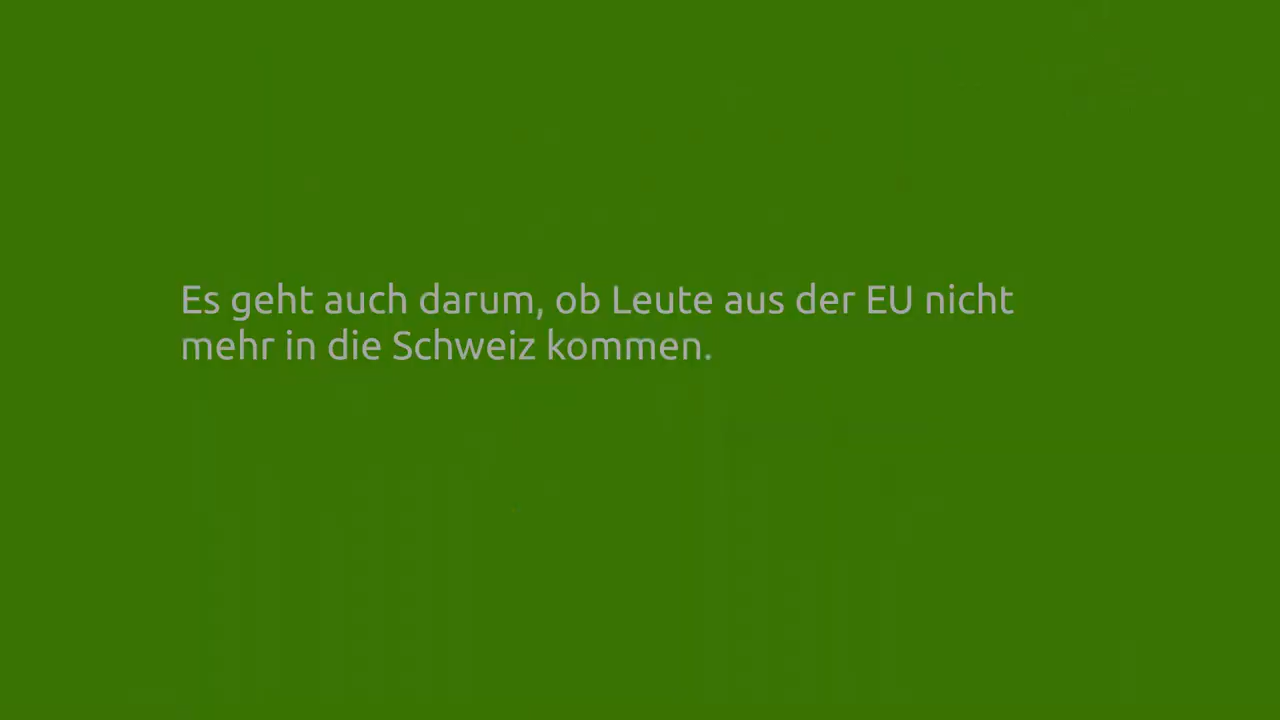 Es geht auch darum, ob Leute aus der EU nicht
mehr in die Schweiz kommen.